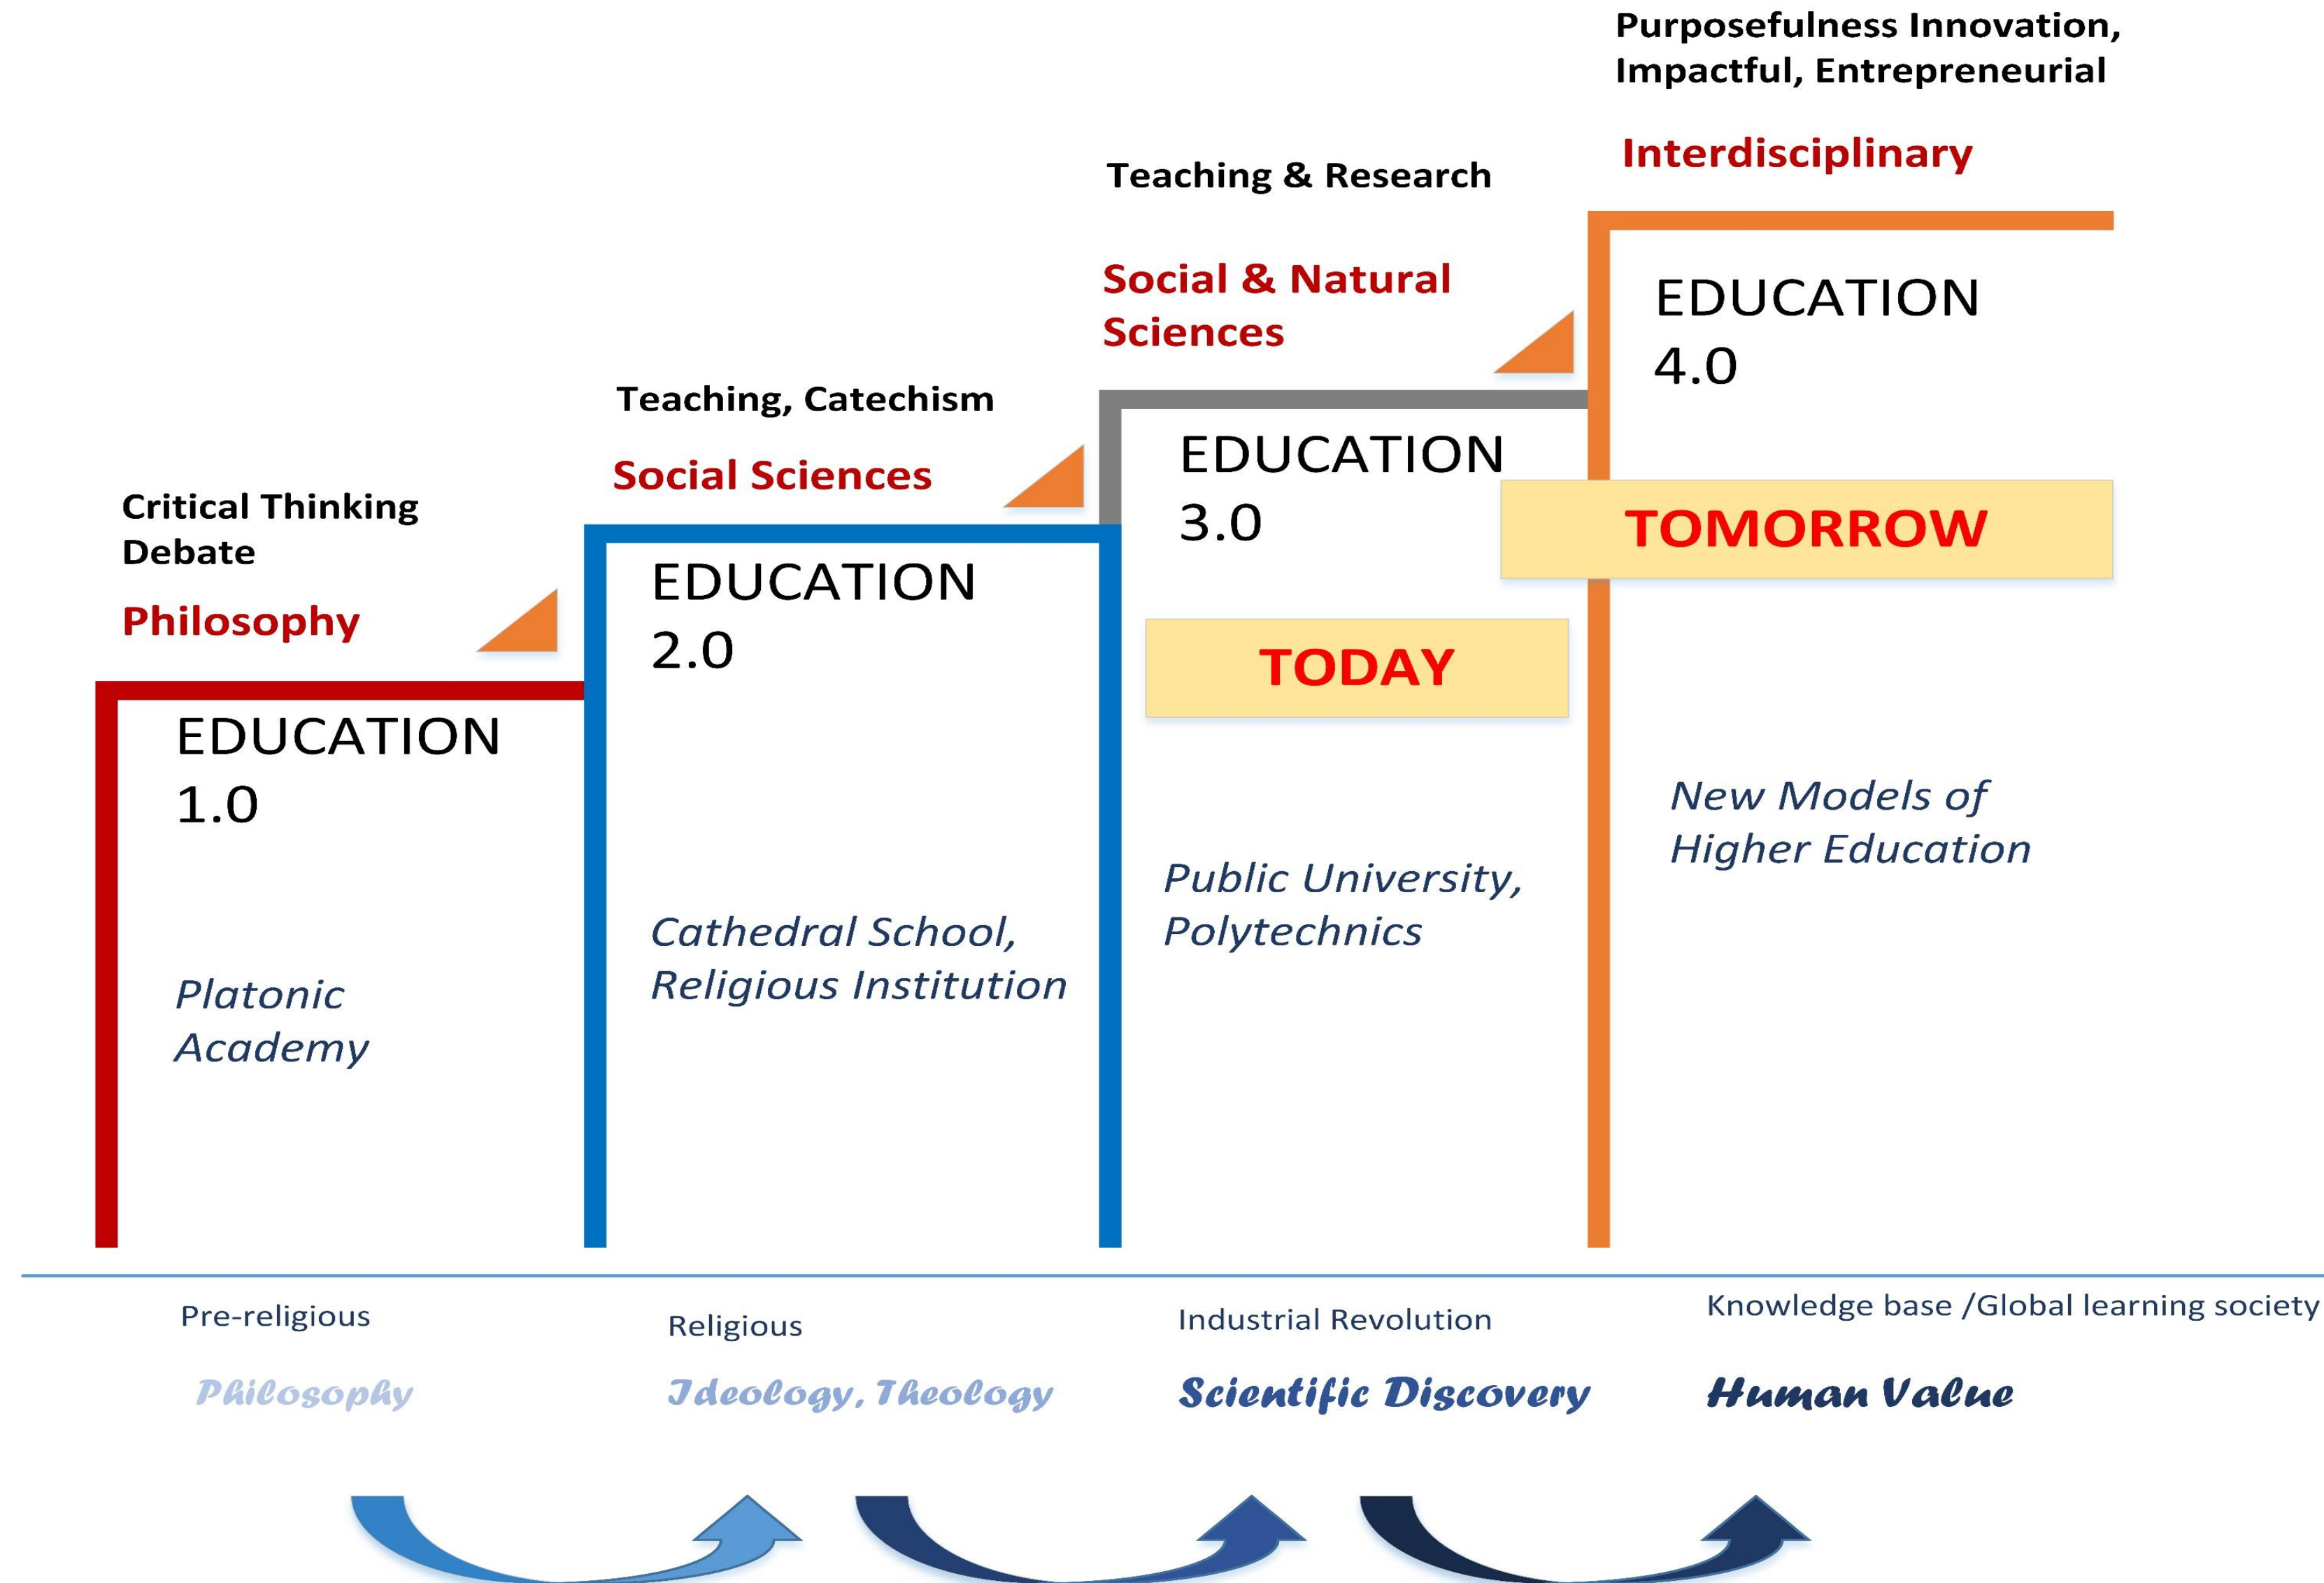 Purposefulness Innovation,
Impactful, Entrepreneurial
Interdisciplinary
Teaching & Research
Social & Natural
Sciences
EDUCATION
4.0
Teaching, Catechism
Social Sciences
EDUCATION
3.0
Critical Thinking
Debate
Philosophy
TOMORROW
EDUCATION
2.0
TODAY
EDUCATION
1.0
New Models of
Higher Education
Public University,
Polytechnics
Cathedral School,
Religious Institution
Platonic
Academy
Pre-religious
Religious
Industrial Revolution
Knowledge base /Global learning society
Philosophy
Ideology, Theology
Scientific Discovery
Human Value